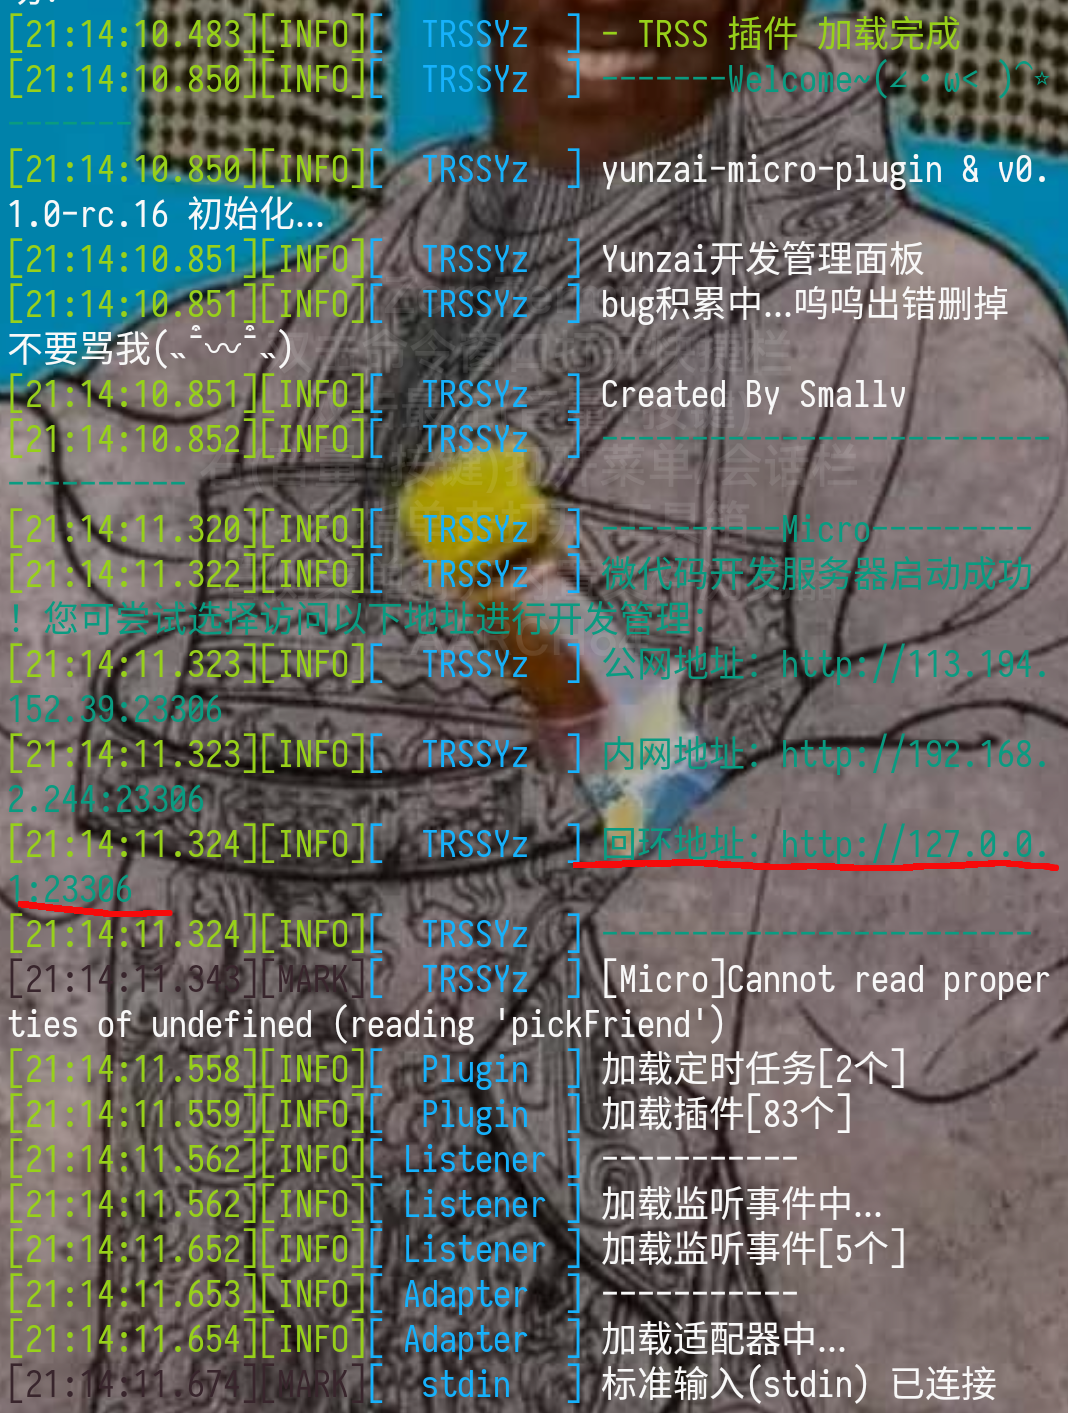 [21:14:10.483][INFO][  TRSSYz  ] - TRSS 插件 加载完成
[21:14:10.850][INFO][  TRSSYz  ] -------Welcome~(∠・ω< )⌒☆
-------
[21:14:10.850][INFO][  TRSSYz  ] yunzai-micro-plugin & v0.
1.0-rc.16 初始化...
[21:14:10.851][INFO][  TRSSYz  ] Yunzai开发管理面板
[21:14:10.851][INFO][  TRSSYz  ] bug积累中...呜呜出错删掉
不要骂我(˶ˉ̊﹀ˉ̊˶)
[21:14:10.851][INFO][  TRSSYz  ] Created By Smallv
[21:14:10.852][INFO][  TRSSYz  ] -------------------------
----------
[21:14:11.320][INFO][  TRSSYz  ] ----------Micro---------
[21:14:11.322][INFO][  TRSSYz  ] 微代码开发服务器启动成功
！您可尝试选择访问以下地址进行开发管理：
[21:14:11.323][INFO][  TRSSYz  ] 公网地址：http://113.194.
152.39:23306
[21:14:11.323][INFO][  TRSSYz  ] 内网地址：http://192.168.
2.244:23306
[21:14:11.324][INFO][  TRSSYz  ] 回环地址：http://127.0.0.
1:23306
[21:14:11.324][INFO][  TRSSYz  ] ------------------------
[21:14:11.343][MARK][  TRSSYz  ] [Micro]Cannot read proper
ties of undefined (reading 'pickFriend')
[21:14:11.558][INFO][  Plugin  ] 加载定时任务[2个]
[21:14:11.559][INFO][  Plugin  ] 加载插件[83个]
[21:14:11.562][INFO][ Listener ] -----------
[21:14:11.562][INFO][ Listener ] 加载监听事件中...
[21:14:11.652][INFO][ Listener ] 加载监听事件[5个]
[21:14:11.653][INFO][ Adapter  ] -----------
[21:14:11.654][INFO][ Adapter  ] 加载适配器中...
[21:14:11.674][MARK][  stdin   ] 标准输入(stdin) 已连接